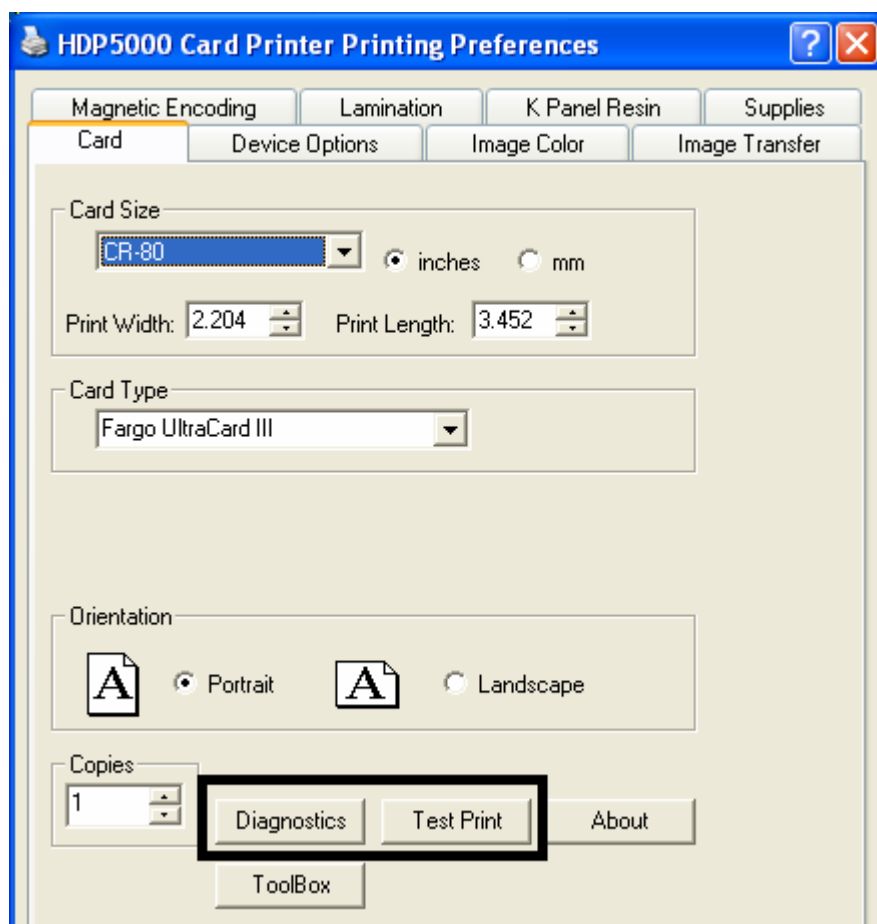 HDP5000 Card Printer Printing Preferences
Magnetic Encoding Lamination K Panel Resin Supplies
Card Device Options Image Color Image Transfer
Card Size
CR-80 inches mm
Print Width: 2.204 Print Length: 3.452
Card Type
Fargo UltraCard III
Orientation
A Portrait A Landscape
Copies
1 Diagnostics Test Print About
ToolBox